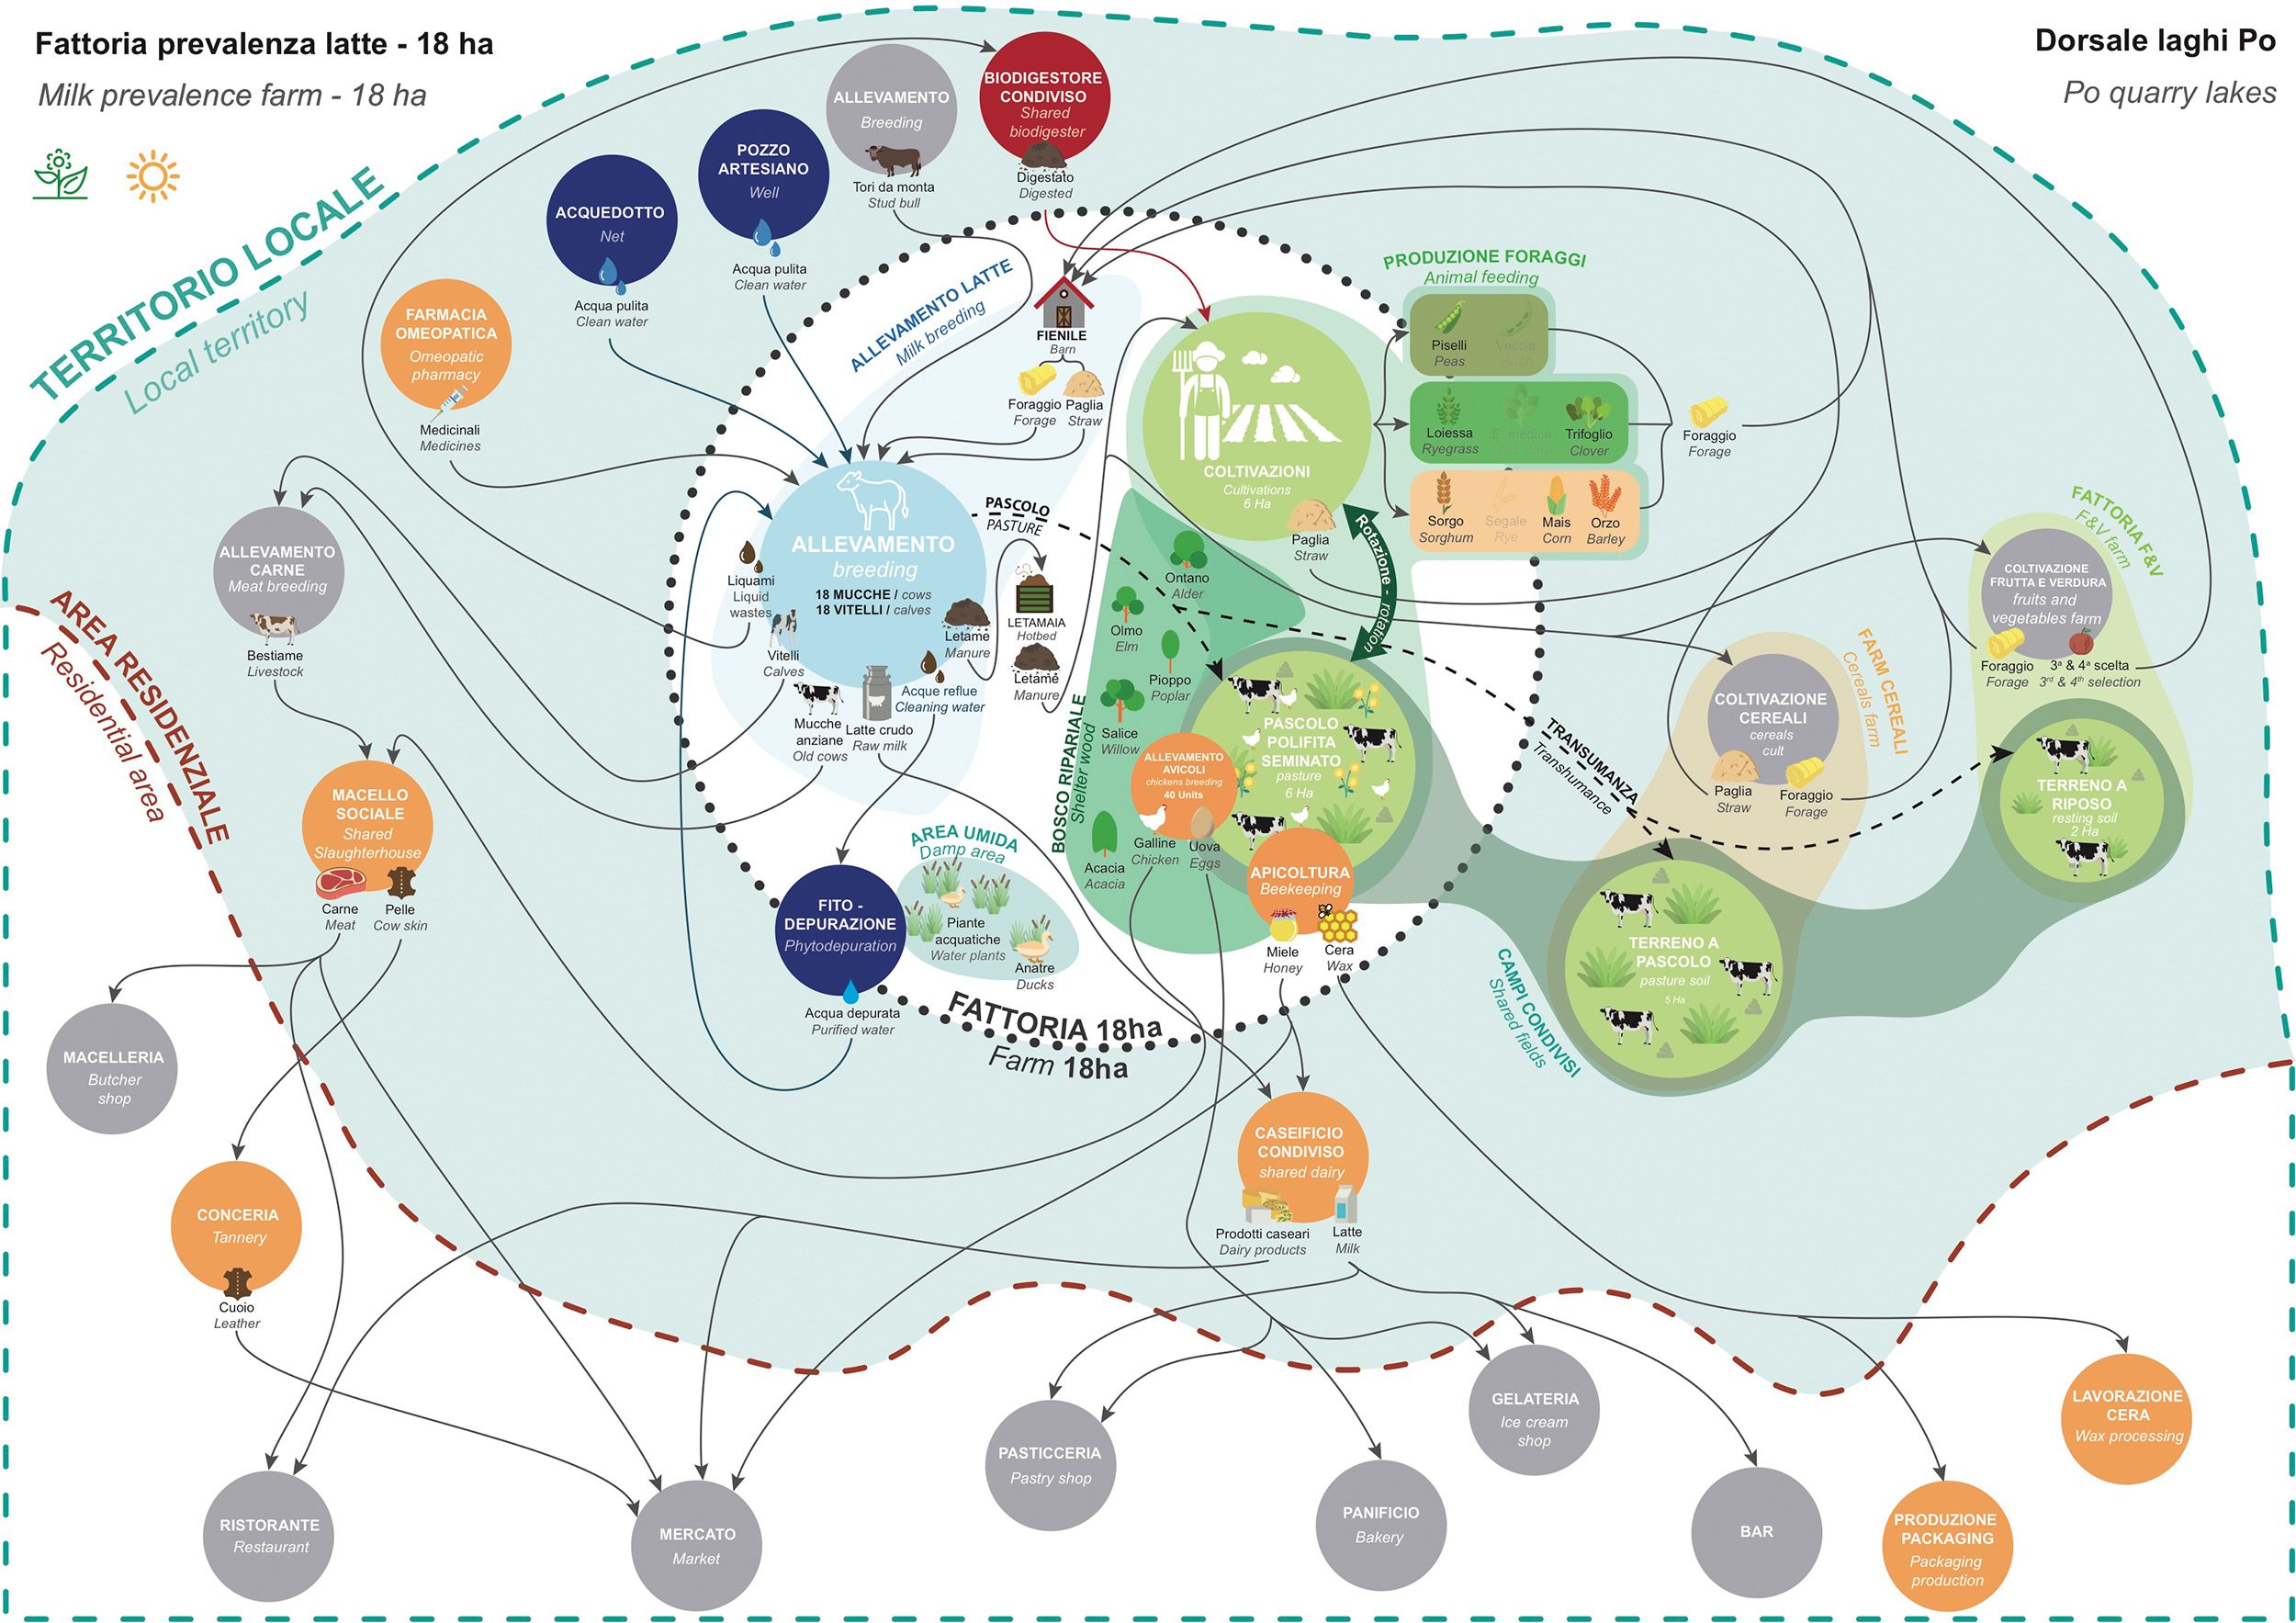 Fattoria prevalenza latte - 18 ha
Milk prevalence farm - 18 ha
Dorsale laghi Po
Po quarry lakes
TERRITORIO LOCALE
Local territory
AREA RESIDENZIALE
Residential area
BIODIGESTORE
CONDIVISO
Shared
biodigester
Digestato
Digested
ALLEVAMENTO
Breeding
Tori da monta
Stud bull
POZZO
ARTESIANO
Well
Acqua pulita
Clean water
ACQUEDOTTO
Net
Acqua pulita
Clean water
FARMACIA
OMEOPATICA
Omeopatic
pharmacy
Medicinali
Medicines
ALLEVAMENTO LATTE
Milk breeding
FIENILE
Barn
Foraggio
Forage
Paglia
Straw
COLTIVAZIONI
Cultivations
6 Ha
Paglia
Straw
PRODUZIONE FORAGGI
Animal feeding
Piselli
Peas
Veccia
Loiessa
Ryegrass
Trifoglio
Clover
Sorgo
Sorghum
Segale
Rye
Mais
Corn
Orzo
Barley
Foraggio
Forage
Rotazione - rotation
ALLEVAMENTO
CARNE
Meat breeding
Bestiame
Livestock
ALLEVAMENTO
breeding
18 MUCCHE / cows
18 VITELLI / calves
Liquami
Liquid
wastes
Vitelli
Calves
Mucche
anziane
Old cows
Latte crudo
Raw milk
Acque reflue
Cleaning water
Letame
Manure
PASCOLO
PASTURE
LETAMAIA
Hotbed
Letame
Manure
BOSCO RIPARIALE
Shelter wood
Ontano
Alder
Olmo
Elm
Pioppo
Poplar
Salice
Willow
Acacia
Acacia
PASCOLO
POLIFITA
SEMINATO
pasture
6 Ha
ALLEVAMENTO
AVICOLI
chickens breeding
40 Units
Galline
Chicken
Uova
Eggs
APICOLTURA
Beekeeping
Miele
Honey
Cera
Wax
TRANSUMANZA
Transhumance
FATTORIA F&V
F&V farm
COLTIVAZIONE
FRUTTA E VERDURA
fruits and
vegetables farm
Foraggio
Forage
3ª & 4ª scelta
3rd & 4th selection
FARM CEREALI
Cereals farm
COLTIVAZIONE
CEREALI
cereals
cult
Paglia
Straw
Foraggio
Forage
TERRENO A
RIPOSO
resting soil
2 Ha
TERRENO A
PASCOLO
pasture soil
5 Ha
CAMPI CONDIVISI
Shared fields
MACELLO
SOCIALE
Shared
Slaughterhouse
Carne
Meat
Pelle
Cow skin
AREA UMIDA
Damp area
Piante
acquatiche
Water plants
Anatre
Ducks
FITO -
DEPURAZIONE
Phytodepuration
Acqua depurata
Purified water
FATTORIA 18ha
Farm 18ha
MACELLERIA
Butcher
shop
CONCERIA
Tannery
Cuoio
Leather
CASEIFICIO
CONDIVISO
shared dairy
Prodotti caseari
Dairy products
Latte
Milk
RISTORANTE
Restaurant
MERCATO
Market
PASTICCERIA
Pastry shop
PANIFICIO
Bakery
GELATERIA
Ice cream
shop
BAR
PRODUZIONE
PACKAGING
Packaging
production
LAVORAZIONE
CERA
Wax processing